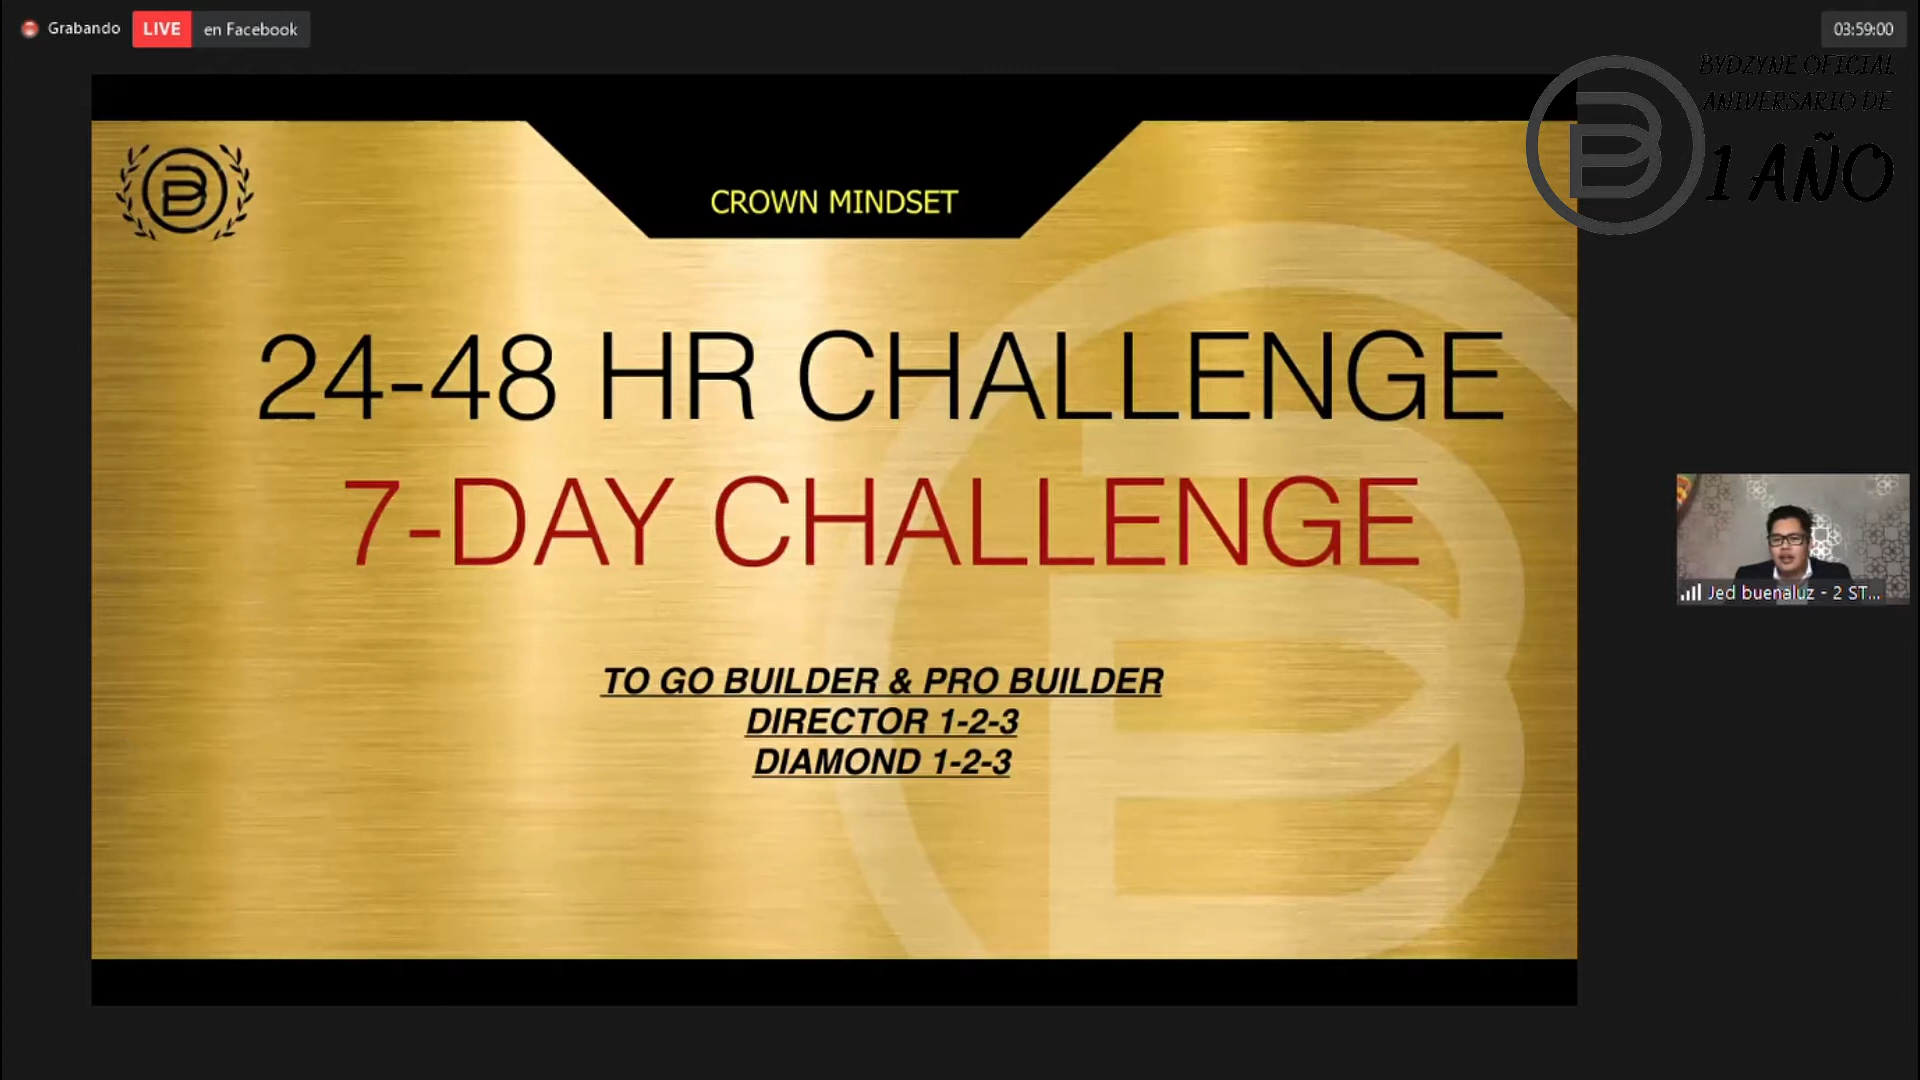 Grabando LIVE en Facebook
03:59:00
BYDZYNE OFICIAL
ANIVERSARIO DE
1 AÑO
CROWN MINDSET
24-48 HR CHALLENGE
7-DAY CHALLENGE
TO GO BUILDER & PRO BUILDER
DIRECTOR 1-2-3
DIAMOND 1-2-3
Jed buenaluz - 2 ST...